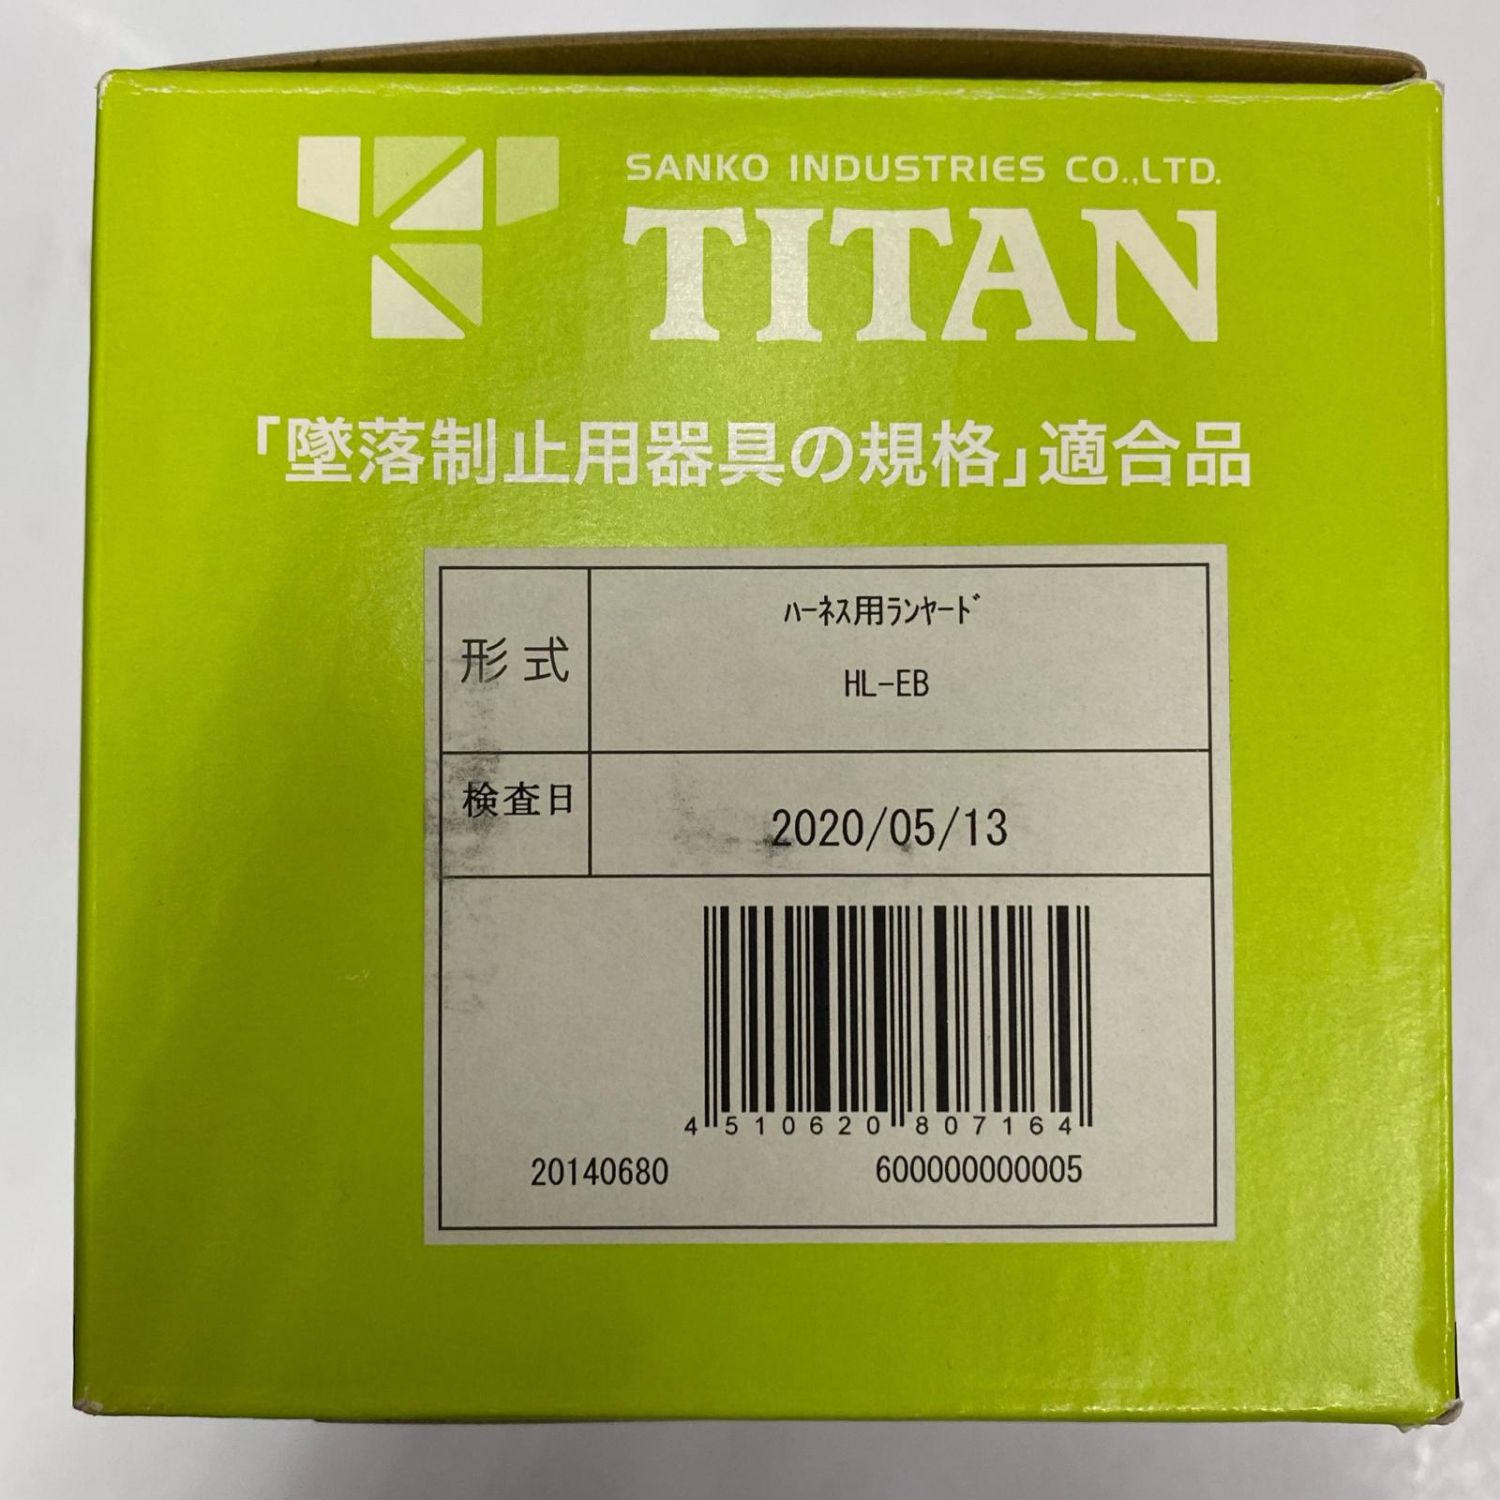 SANKO INDUSTRIES CO.,LTD.
TITAN
「墜落制止用器具の規格」適合品
形式
ﾊｰﾈｽ用ﾗﾝﾔｰﾄﾞ
HL-EB
検査日
2020/05/13
4 510620 807164
20140680
600000000005